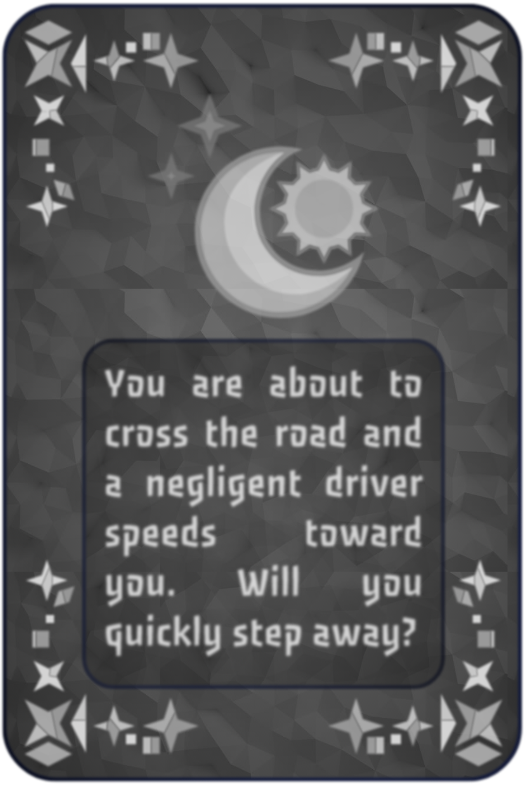 You are about to
cross the road and
a negligent driver
speeds toward
you. Will you
quickly step away?